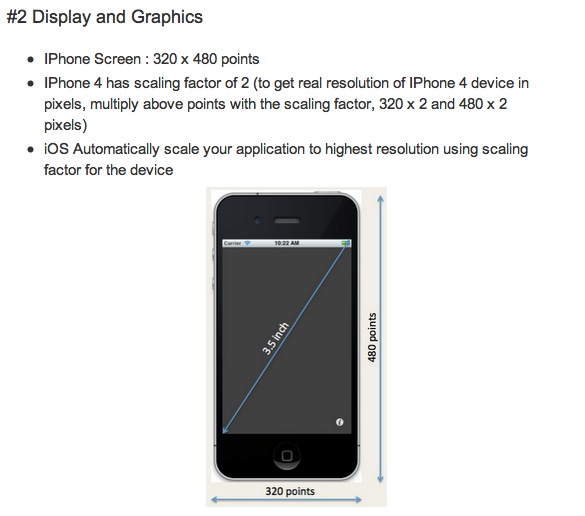 #2 Display and Graphics
IPhone Screen : 320 x 480 points
IPhone 4 has scaling factor of 2 (to get real resolution of IPhone 4 device in
pixels, multiply above points with the scaling factor, 320 x 2 and 480 x 2
pixels)
iOS Automatically scale your application to highest resolution using scaling
factor for the device
Carrier 10:22 AM
3.5 inch
480 points
320 points